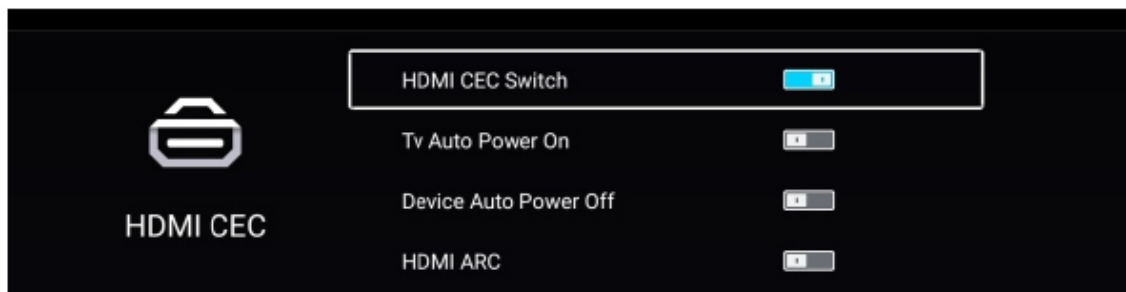 HDMI CEC Switch
Tv Auto Power On
Device Auto Power Off
HDMI CEC
HDMI ARC